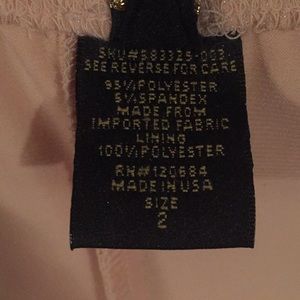 SKU#583325-003
SEE REVERSE FOR CARE
95% POLYESTER
5% SPANDEX
MADE FROM
IMPORTED FABRIC
LINING
100% POLYESTER
RN#120684
MADE IN USA
SIZE
2